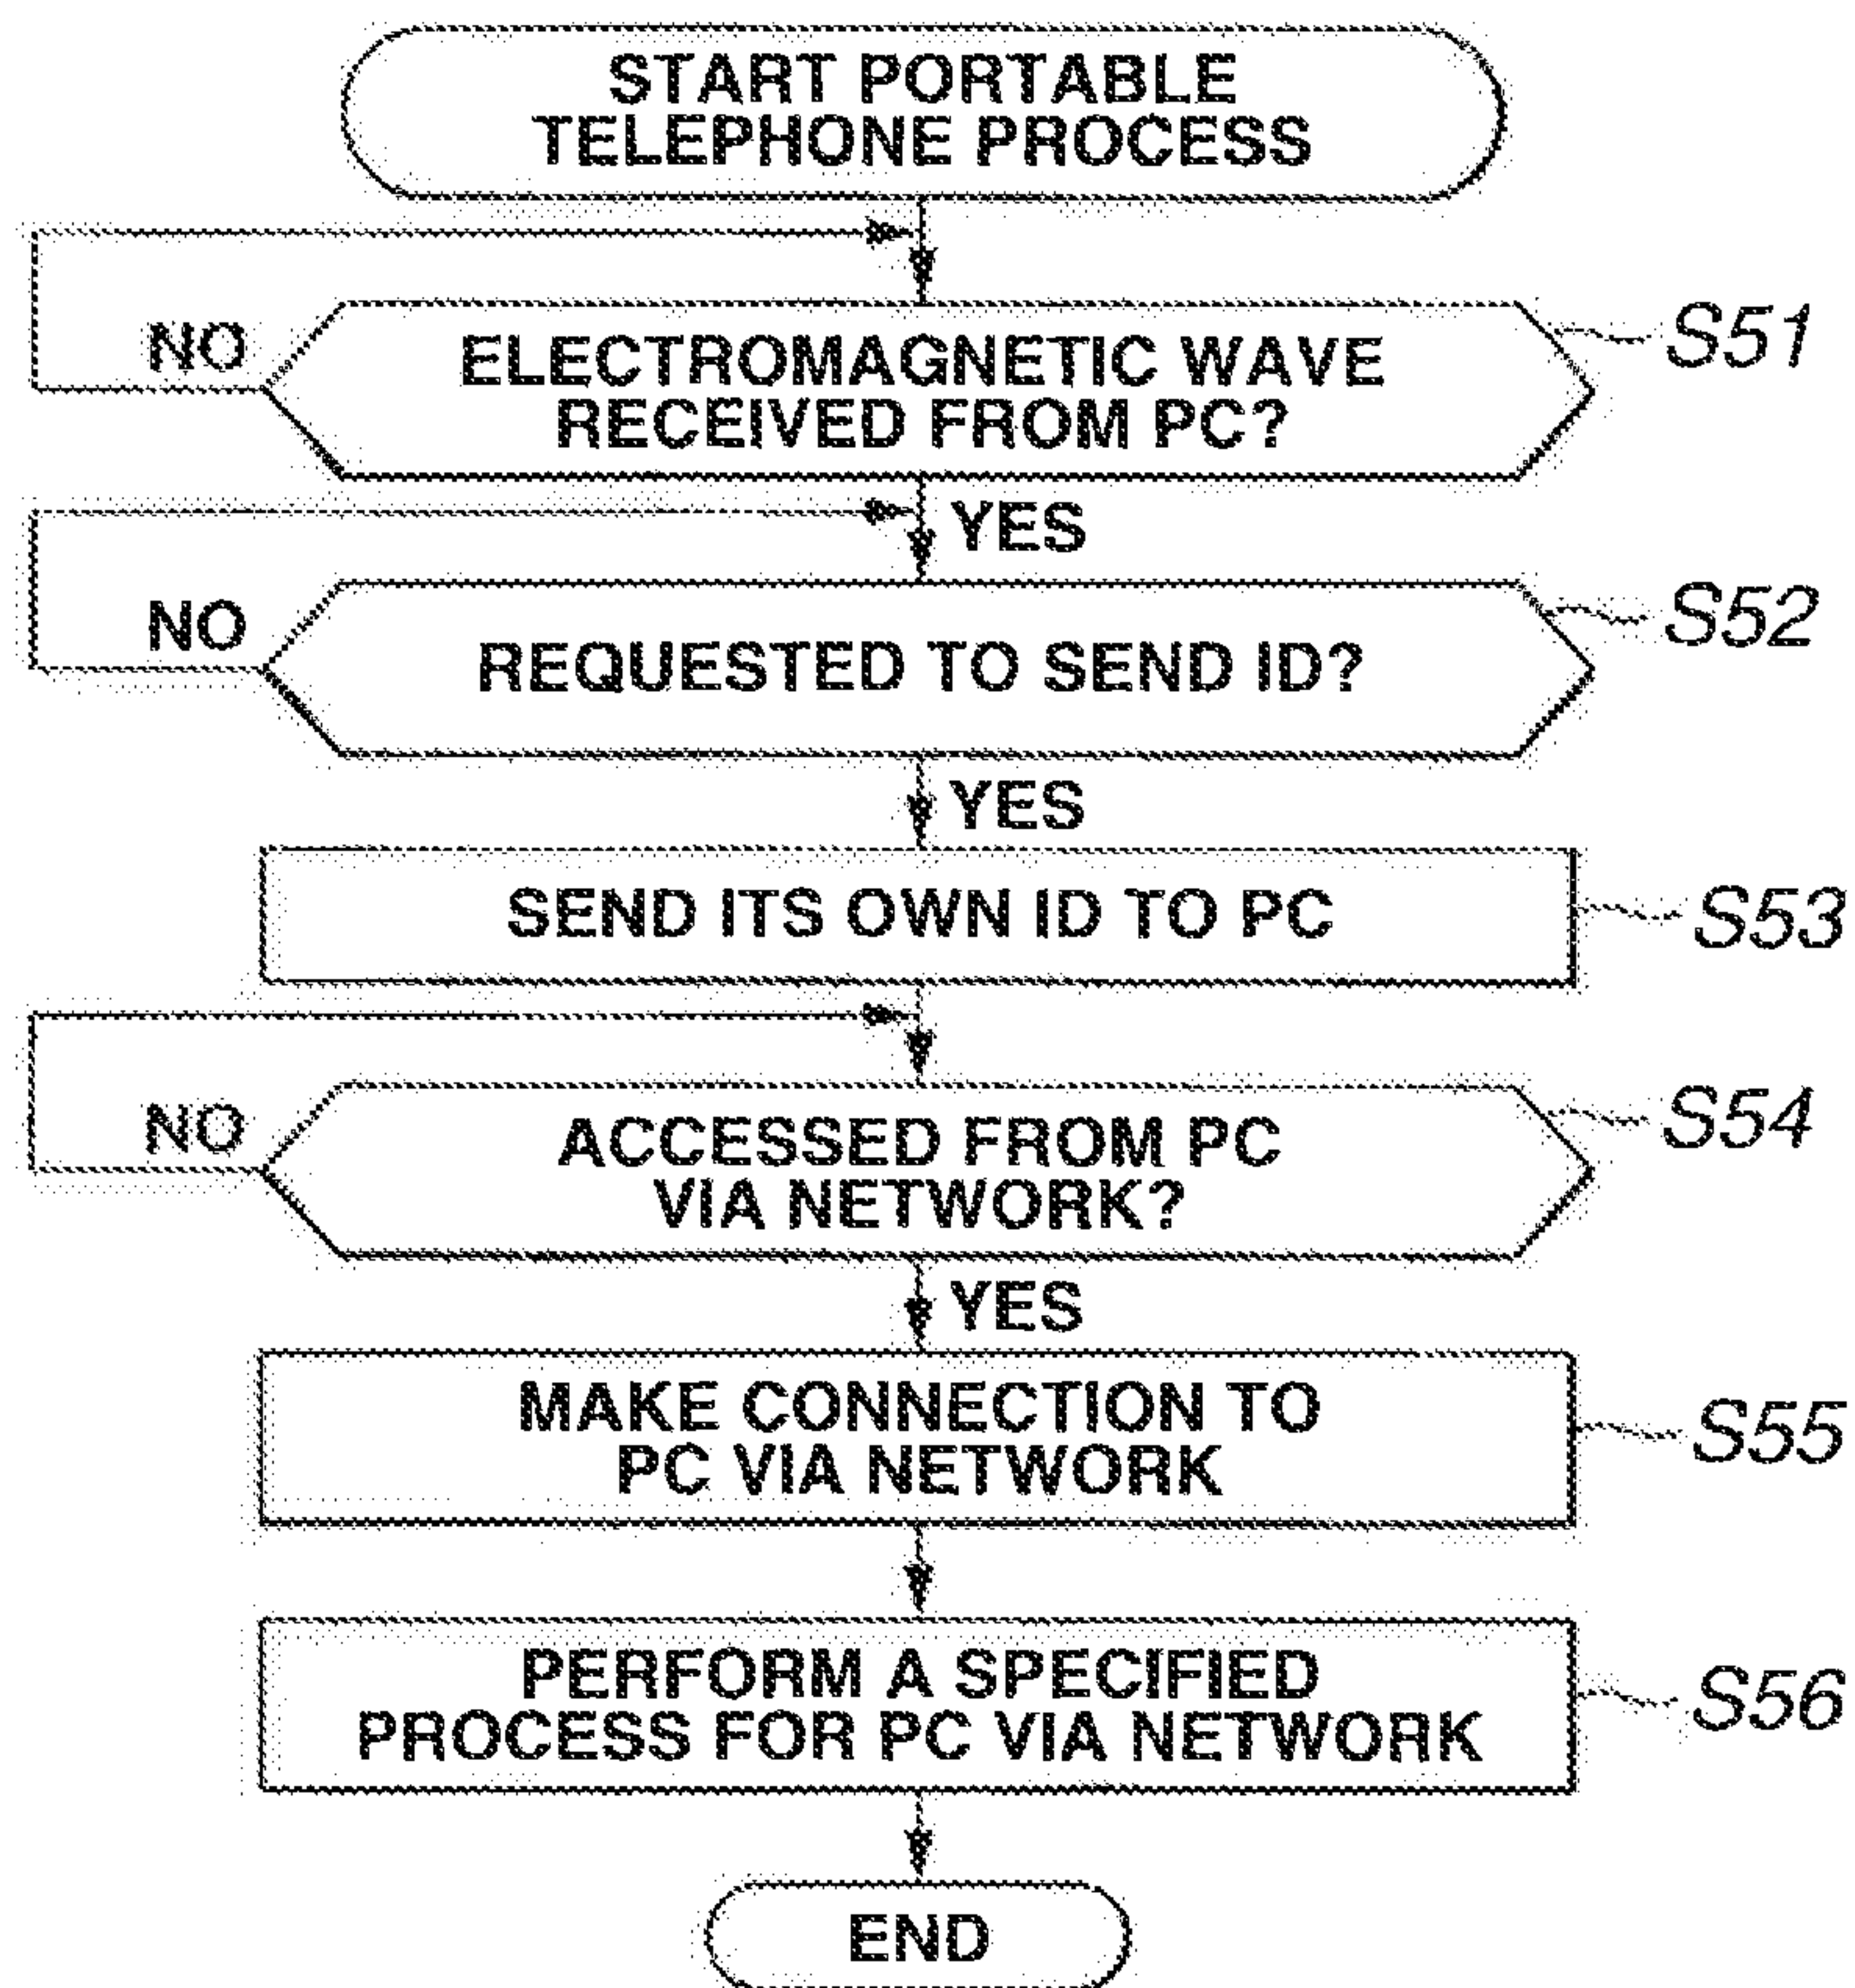 START PORTABLE
TELEPHONE PROCESS
NO
ELECTROMAGNETIC WAVE
RECEIVED FROM PC?
S51
YES
NO
REQUESTED TO SEND ID?
S52
YES
SEND ITS OWN ID TO PC
S53
NO
ACCESSED FROM PC
VIA NETWORK?
S54
YES
MAKE CONNECTION TO
PC VIA NETWORK
S55
PERFORM A SPECIFIED
PROCESS FOR PC VIA NETWORK
S56
END